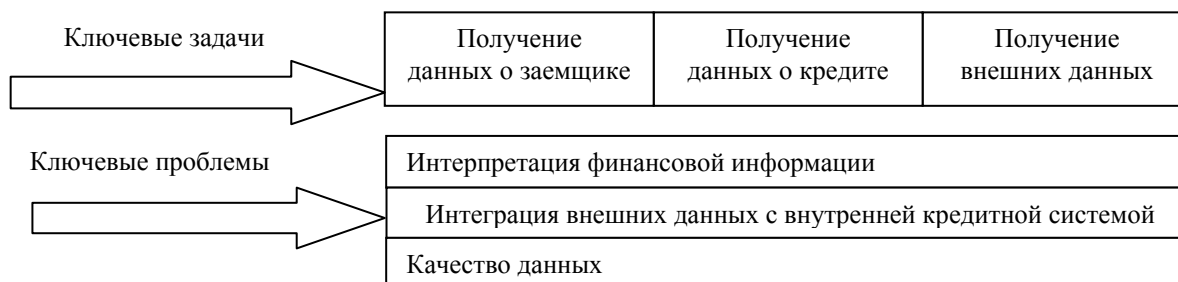 Ключевые задачи
Получение
данных о заемщике
Получение
данных о кредите
Получение
внешних данных
Ключевые проблемы
Интерпретация финансовой информации
Интеграция внешних данных с внутренней кредитной системой
Качество данных